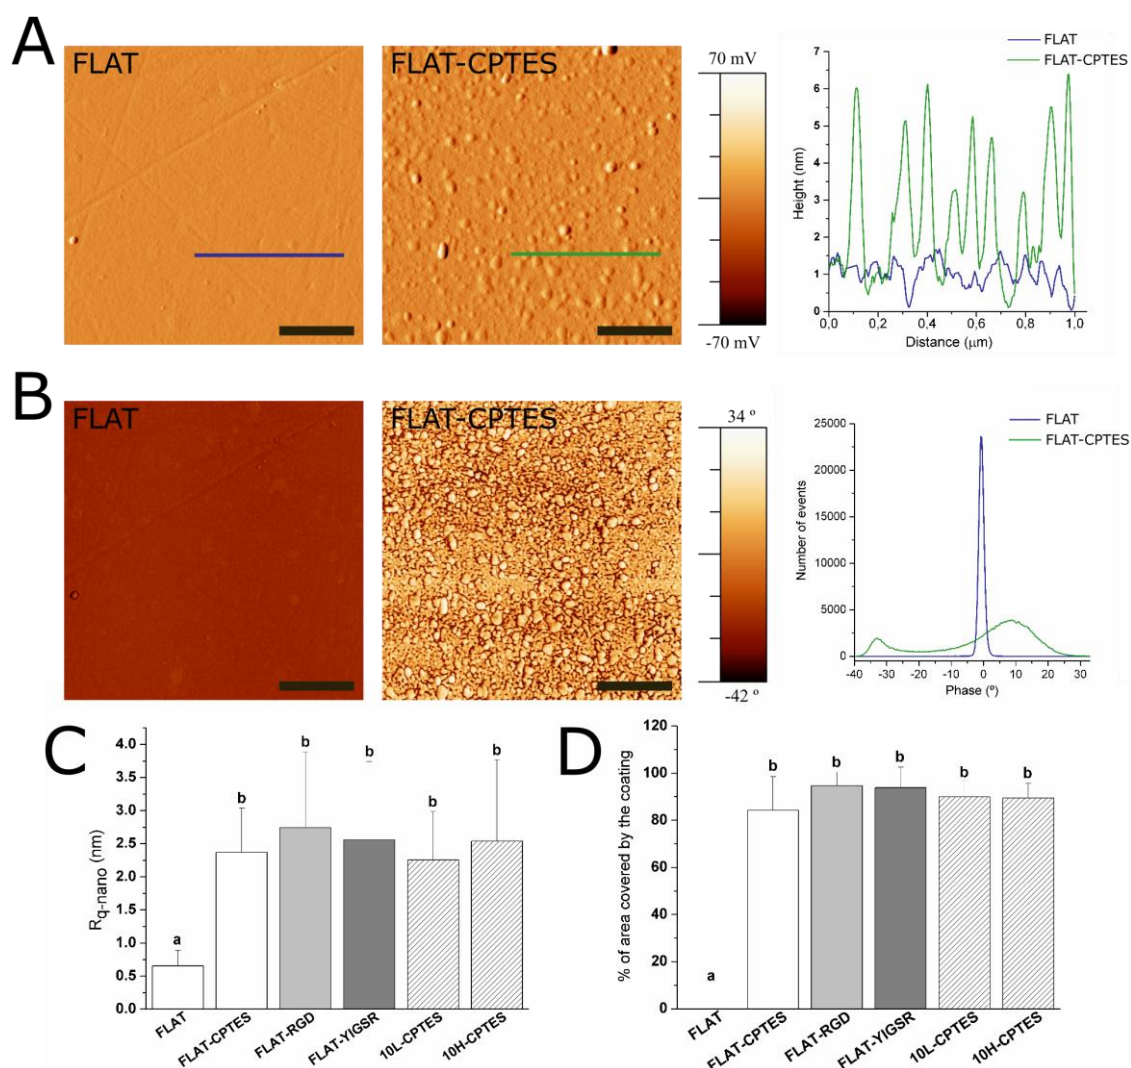 A
FLAT
FLAT-CPTES
70 mV
-70 mV
FLAT
FLAT-CPTES
Height (nm)
7
6
5
4
3
2
1
0
0,0 0,2 0,4 0,6 0,8 1,0
Distance (μm)
B
FLAT
FLAT-CPTES
34 º
-42 º
FLAT
FLAT-CPTES
Number of events
25000
20000
15000
10000
5000
0
-40 -30 -20 -10 0 10 20 30
Phase (º)
C
Rq-nano (nm)
4.0
3.5
3.0
2.5
2.0
1.5
1.0
0.5
0.0
a b b b b b
FLAT FLAT-CPTES FLAT-RGD FLAT-YIGSR 10L-CPTES 10H-CPTES
D
% of area covered by the coating
120
100
80
60
40
20
0
a b b b b b
FLAT FLAT-CPTES FLAT-RGD FLAT-YIGSR 10L-CPTES 10H-CPTES